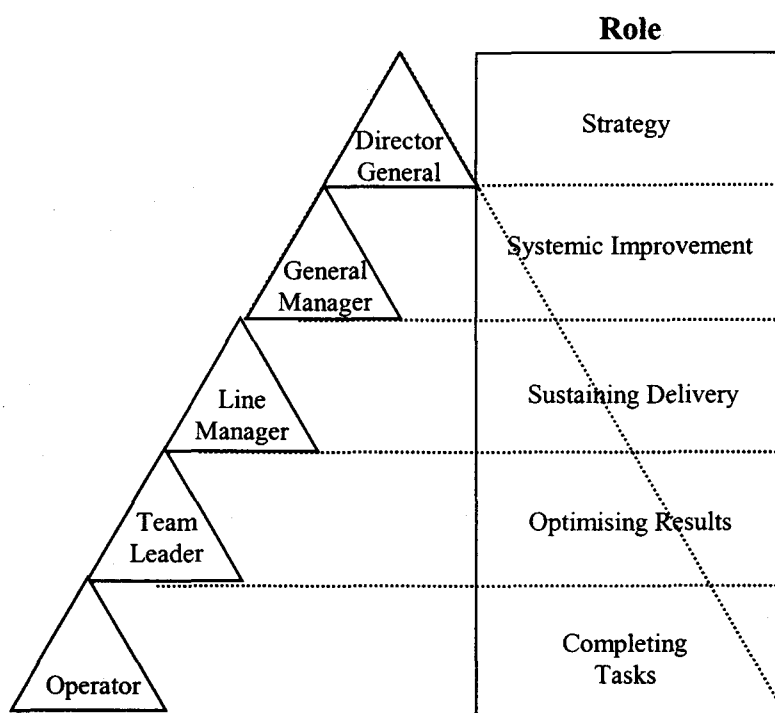 Role
Director
General
Strategy
General
Manager
Systemic Improvement
Line
Manager
Sustaining Delivery
Team
Leader
Optimising Results
Operator
Completing
Tasks